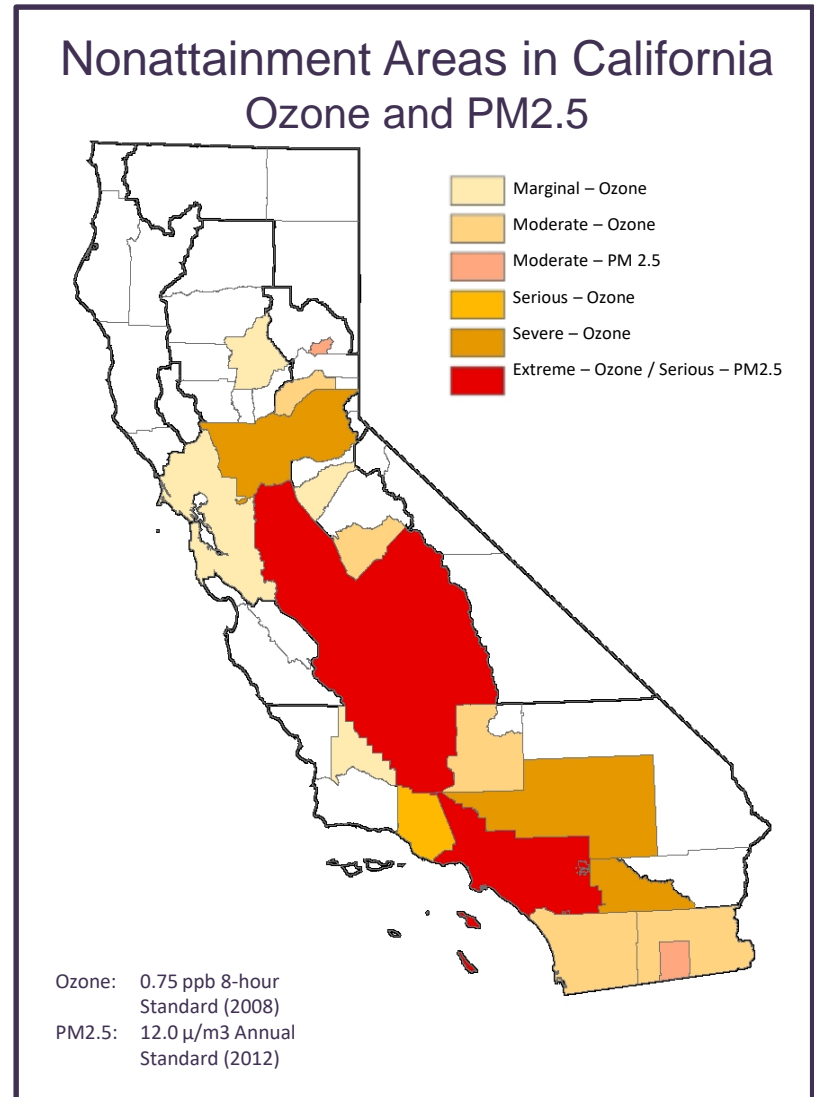 Nonattainment Areas in California
Ozone and PM2.5
Marginal – Ozone
Moderate – Ozone
Moderate – PM 2.5
Serious – Ozone
Severe – Ozone
Extreme – Ozone / Serious – PM2.5
Ozone: 0.75 ppb 8-hour
Standard (2008)
PM2.5: 12.0 µ/m3 Annual
Standard (2012)